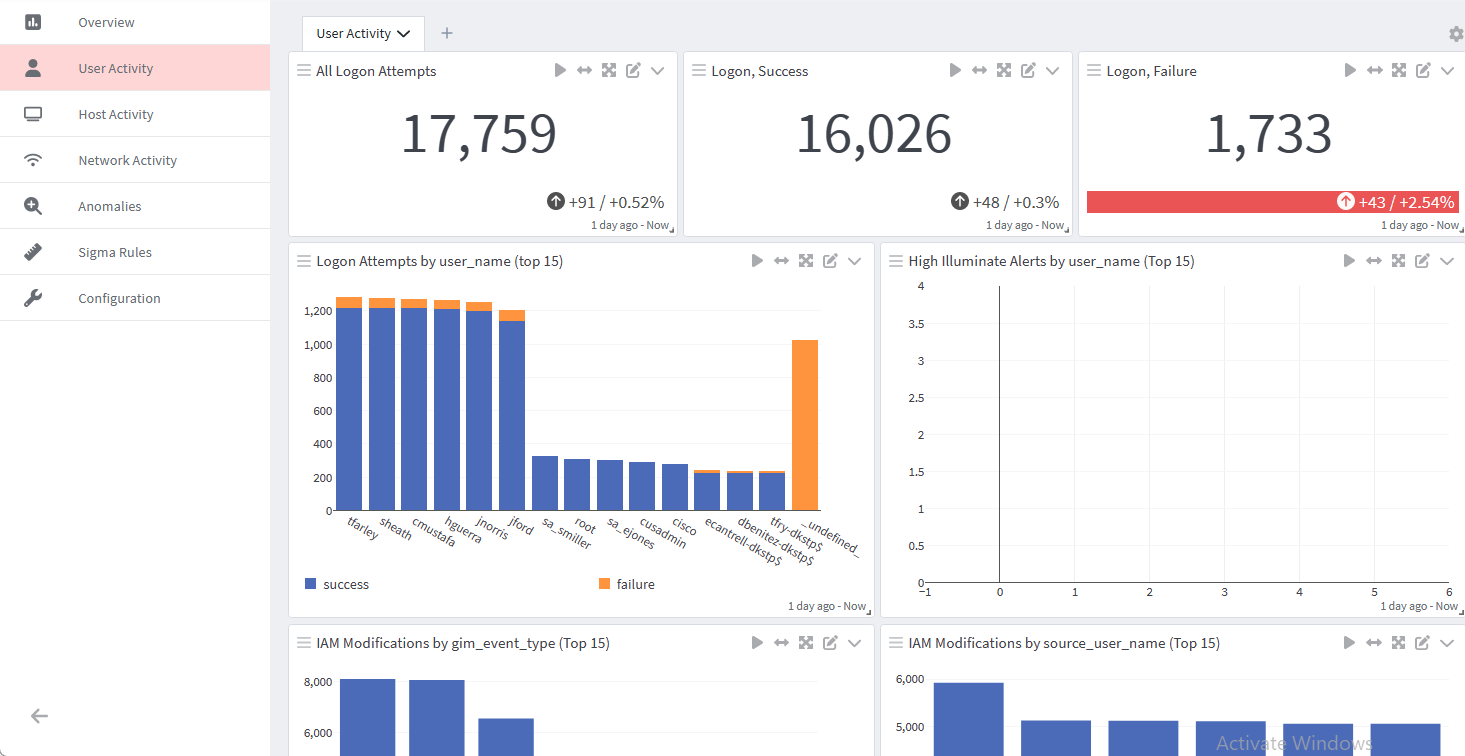 Overview
User Activity
Host Activity
Network Activity
Anomalies
Sigma Rules
Configuration
User Activity
All Logon Attempts
17,759
+91 / +0.52%
1 day ago - Now
Logon, Success
16,026
+48 / +0.3%
1 day ago - Now
Logon, Failure
1,733
+43 / +2.54%
1 day ago - Now
Logon Attempts by user_name (top 15)
1,200
1,000
800
600
400
200
0
tfarley
sheath
cmustafa
hguerra
jnorris
jford
sa_smiller
root
sa_ejones
cusadmin
cisco
ecantrell-dkstp$
dbenitez-dkstp$
tfry-dkstp$
_undefined_
success
failure
1 day ago - Now
High Illuminate Alerts by user_name (Top 15)
4
3.5
3
2.5
2
1.5
1
0.5
0
−1
0
1
2
3
4
5
6
1 day ago - Now
IAM Modifications by gim_event_type (Top 15)
8,000
6,000
IAM Modifications by source_user_name (Top 15)
6,000
5,000
Activate Windows